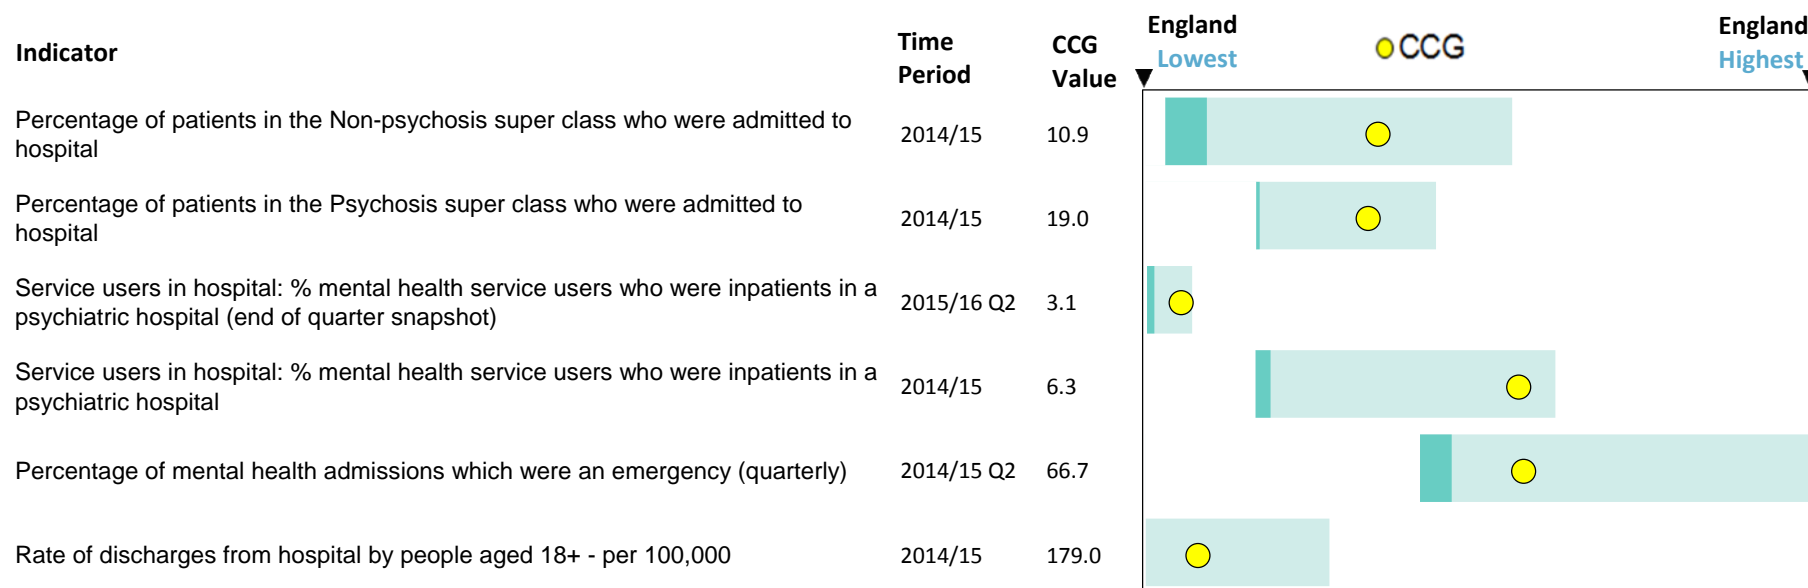 Indicator
Time
Period
CCG
Value
England
Lowest
CCG
England
Highest
Percentage of patients in the Non-psychosis super class who were admitted to
hospital
2014/15
10.9
Percentage of patients in the Psychosis super class who were admitted to
hospital
2014/15
19.0
Service users in hospital: % mental health service users who were inpatients in a
psychiatric hospital (end of quarter snapshot)
2015/16 Q2
3.1
Service users in hospital: % mental health service users who were inpatients in a
psychiatric hospital
2014/15
6.3
Percentage of mental health admissions which were an emergency (quarterly)
2014/15 Q2
66.7
Rate of discharges from hospital by people aged 18+ - per 100,000
2014/15
179.0